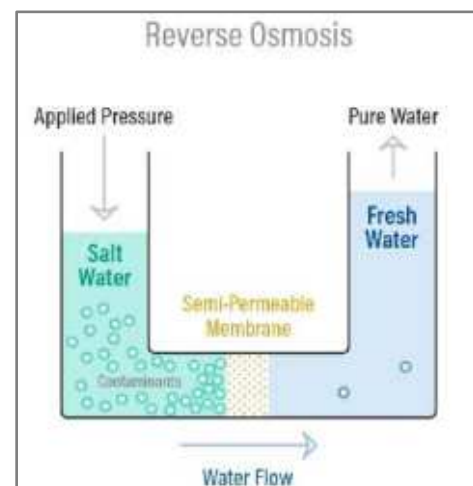 Reverse Osmosis
Applied Pressure
Pure Water
Salt
Water
Fresh
Water
Semi-Permeable
Membrane
Contaminants
Water Flow